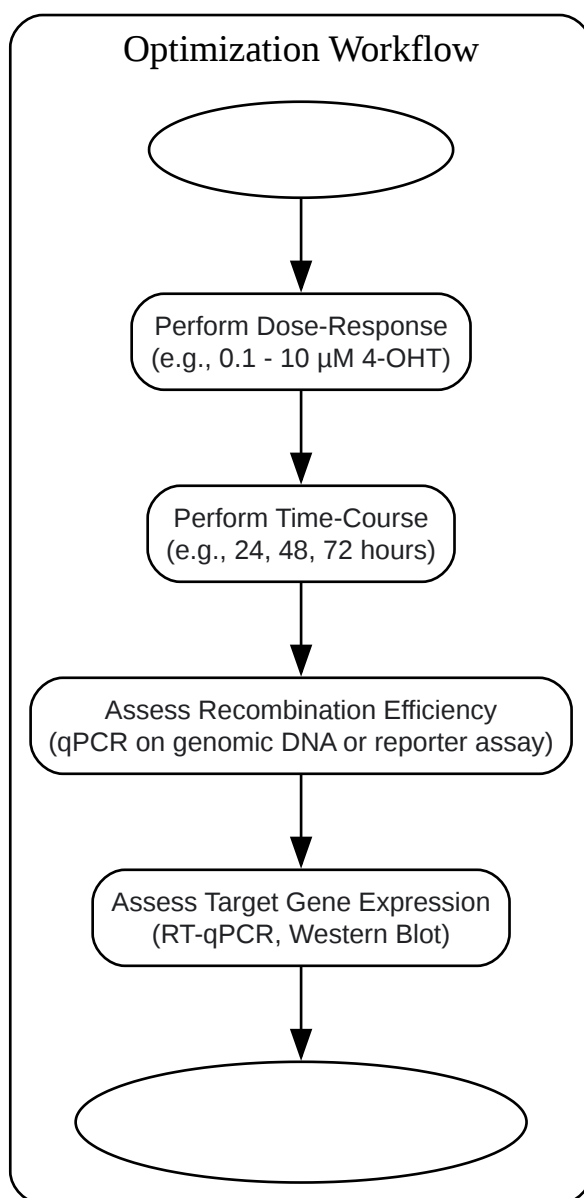 Optimization Workflow
Perform Dose-Response
(e.g., 0.1 - 10 µM 4-OHT)
Perform Time-Course
(e.g., 24, 48, 72 hours)
Assess Recombination Efficiency
(qPCR on genomic DNA or reporter assay)
Assess Target Gene Expression
(RT-qPCR, Western Blot)